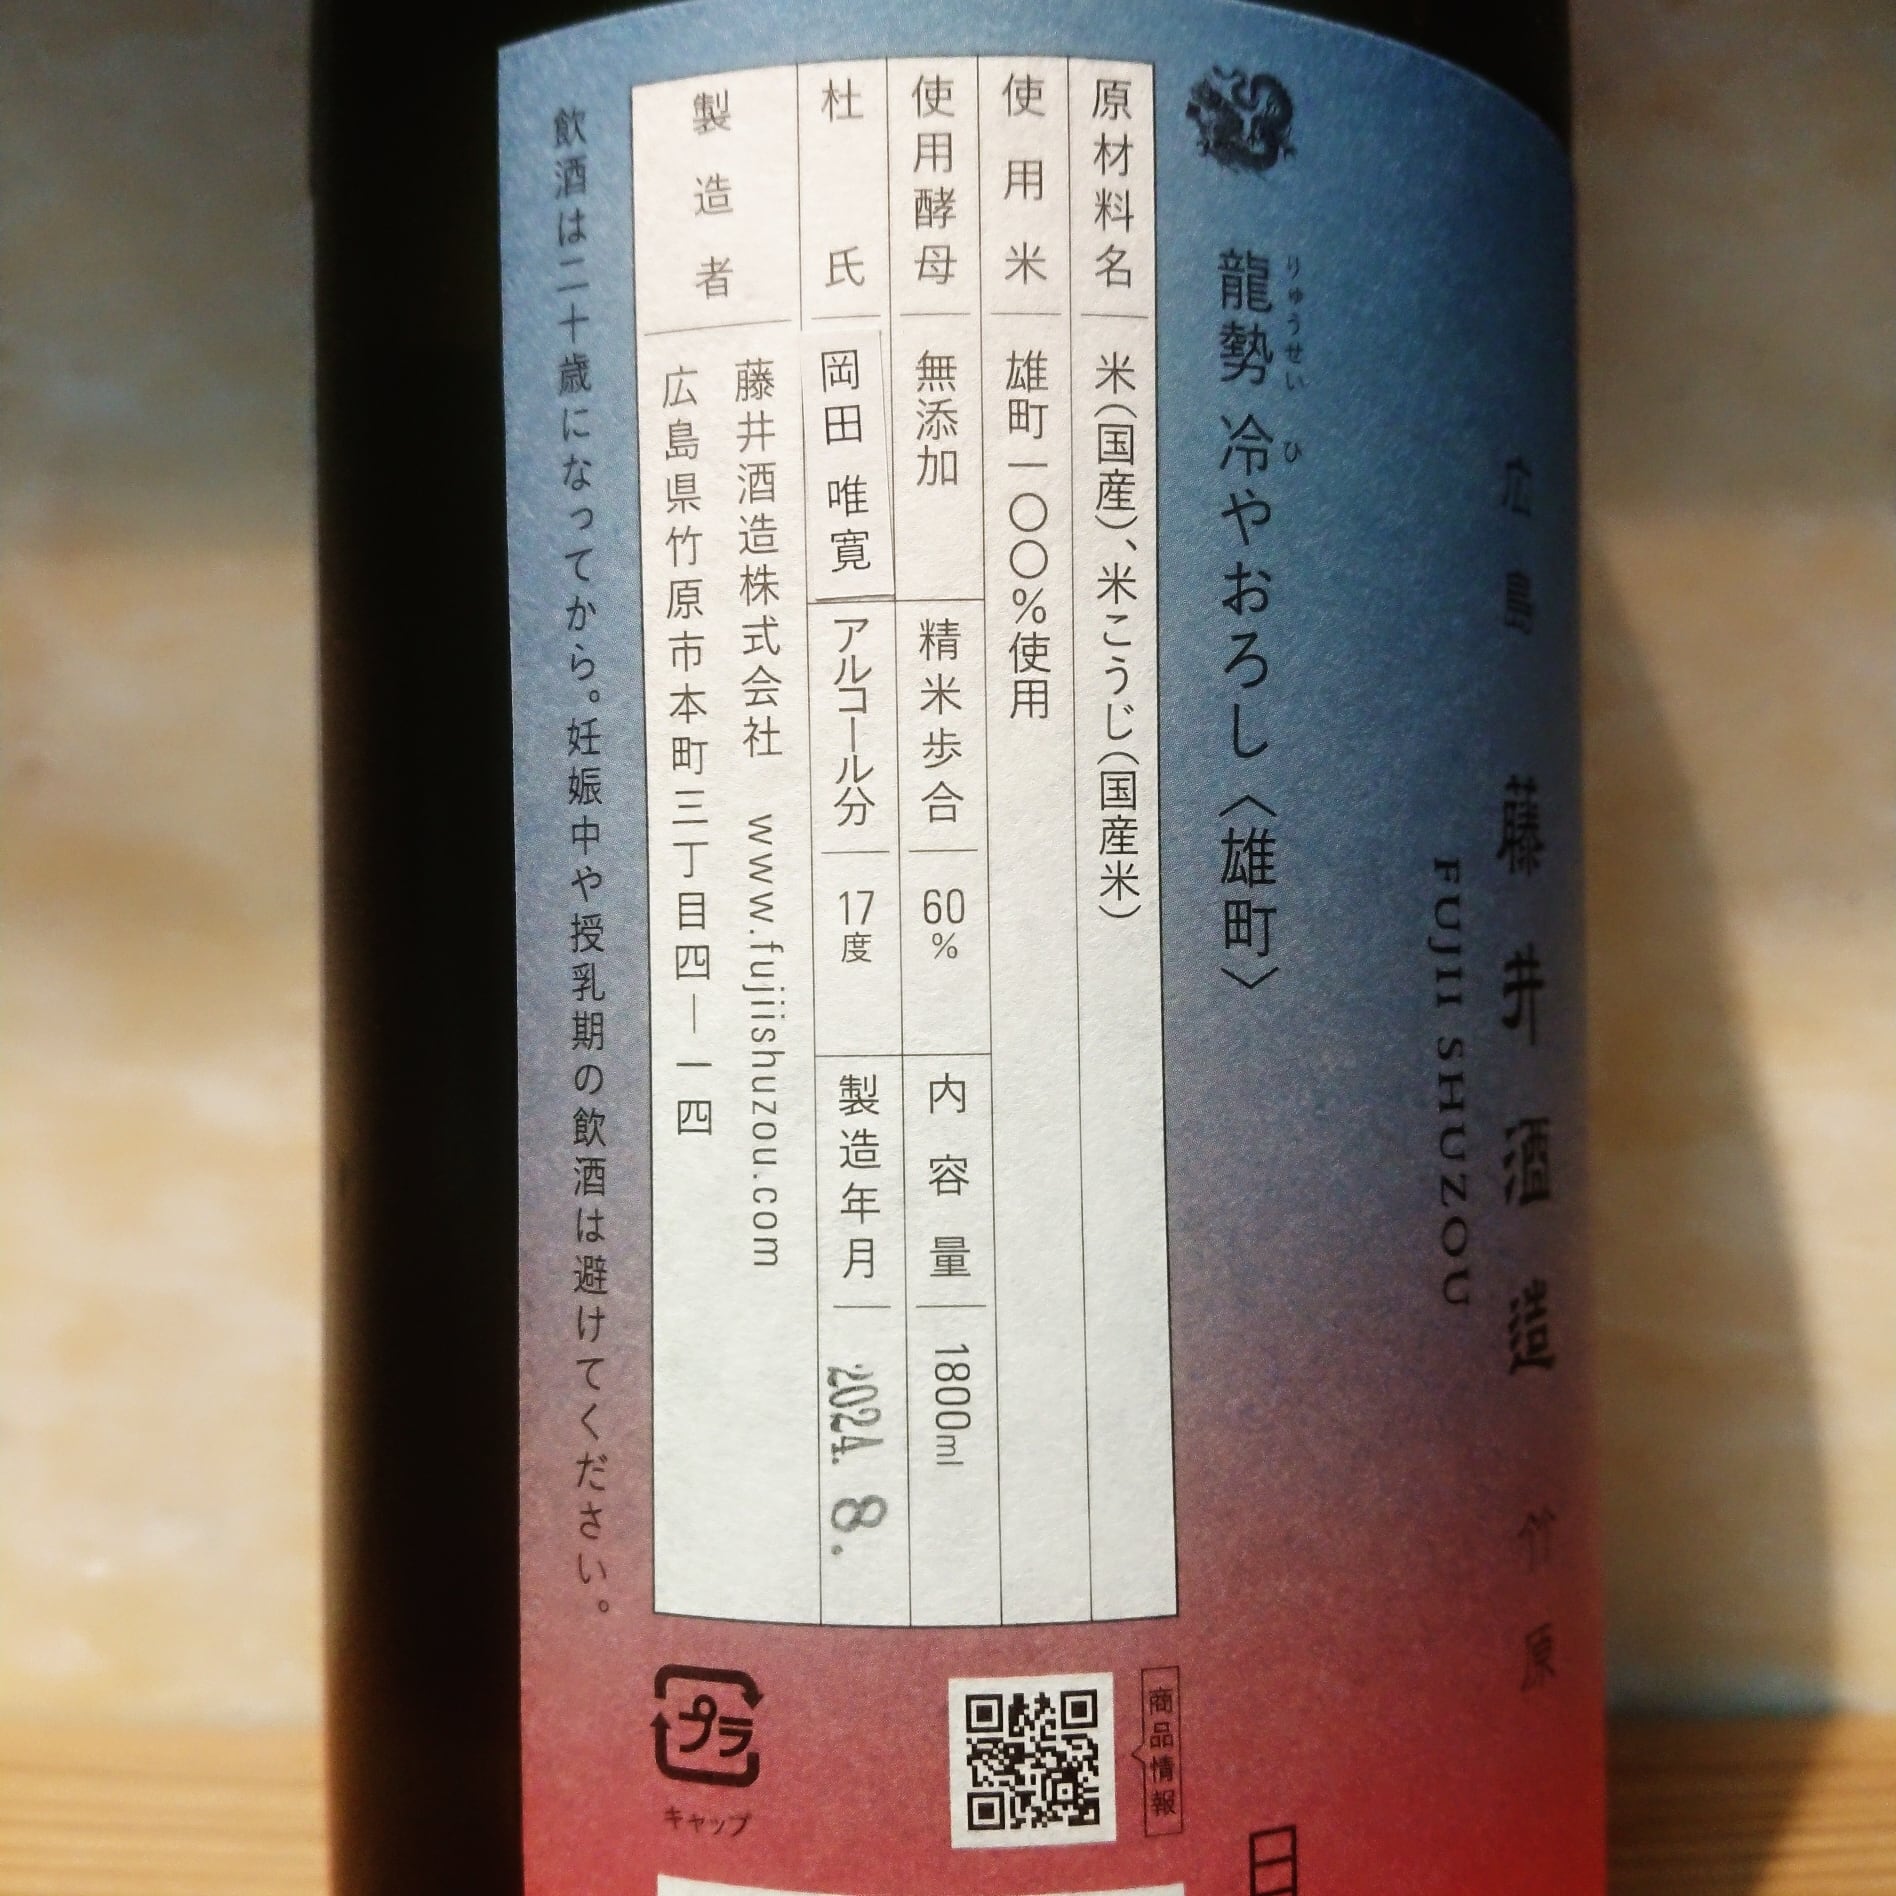 広島 藤井酒造 竹原
FUJII SHUZOU
りゅうせい ひ
龍勢 冷やおろし〈雄町〉
原材料名 米(国産)、米こうじ(国産米)
使用米 雄町一〇〇%使用
使用酵母 無添加 精米歩合 60% 内容量 1800ml
杜氏 岡田 唯寛 アルコール分 17度 製造年月 2024.8.
製造者 藤井酒造株式会社 www.fujiishuzou.com
広島県竹原市本町三丁目四―一四
飲酒は二十歳になってから。妊娠中や授乳期の飲酒は避けてください。
商品情報
プラ
キャップ